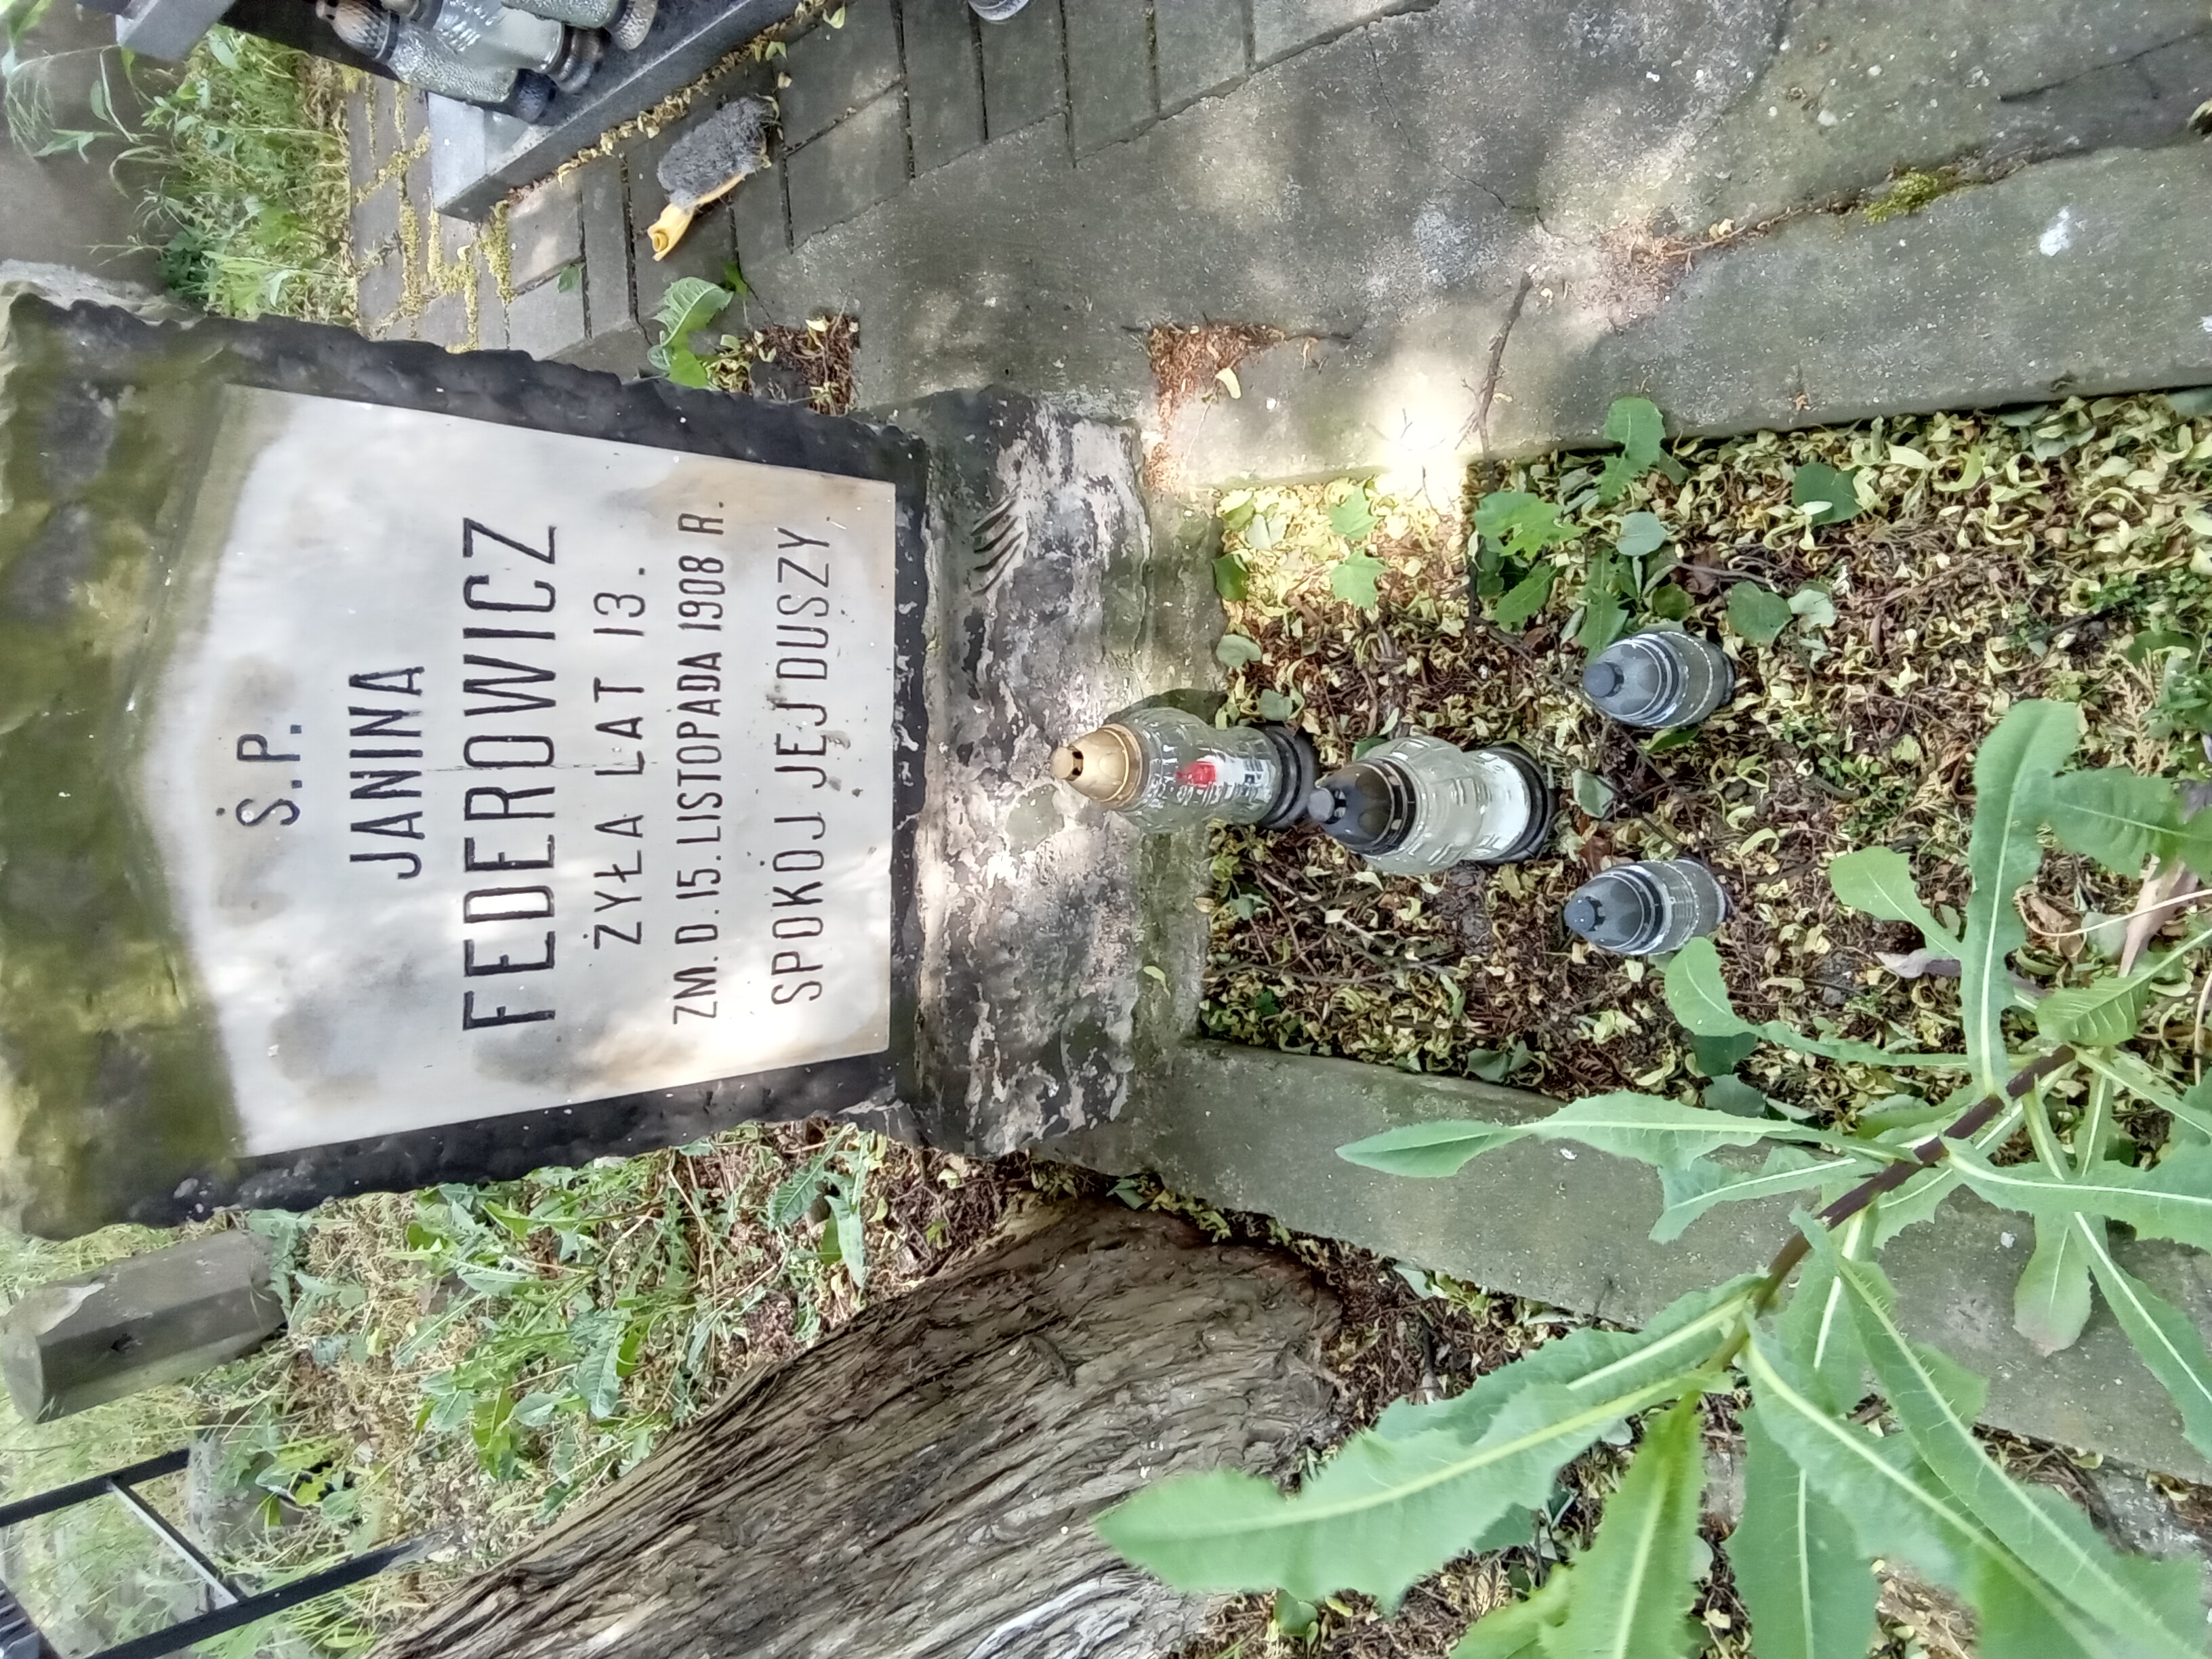 Ś.P.
JANINA
FEDEROWICZ
ŻYŁA LAT 13.
ZM. D. 15. LISTOPADA 1908 R.
SPOKÓJ JEJ DUSZY